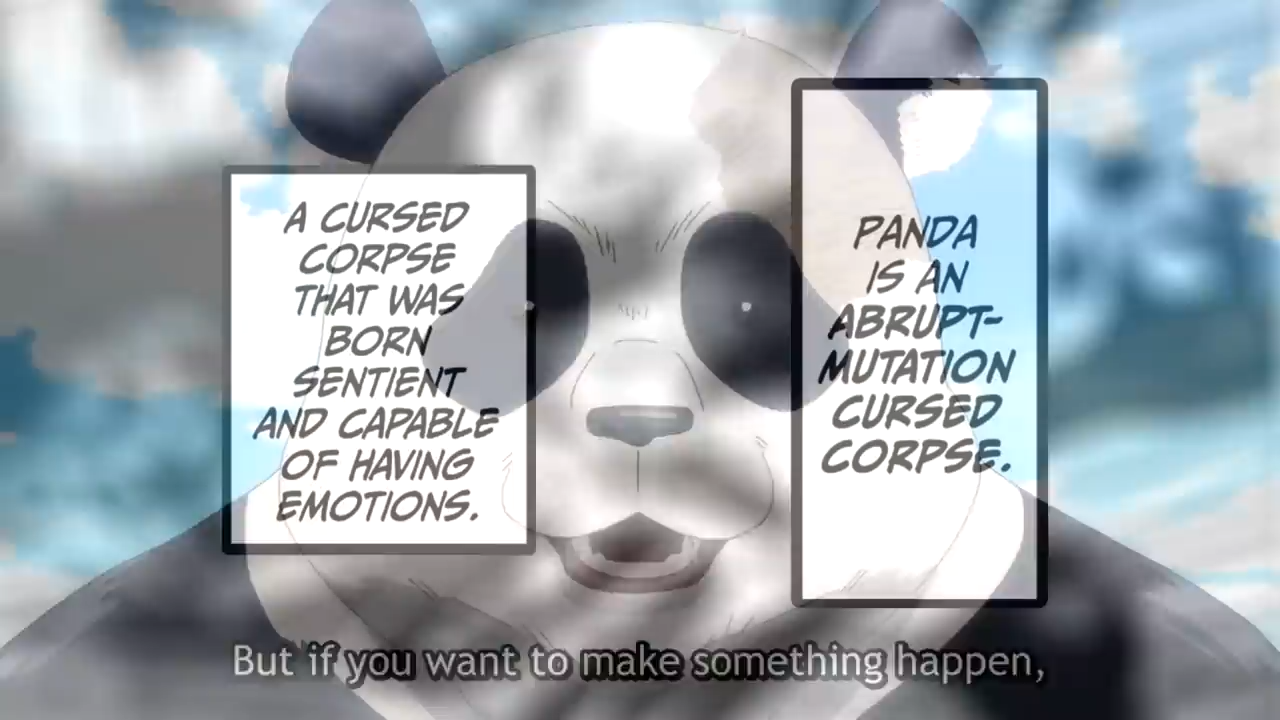 PANDA
IS AN
ABRUPT-
MUTATION
CURSED
CORPSE.
A CURSED
CORPSE
THAT WAS
BORN
SENTIENT
AND CAPABLE
OF HAVING
EMOTIONS.
But if you want to make something happen,